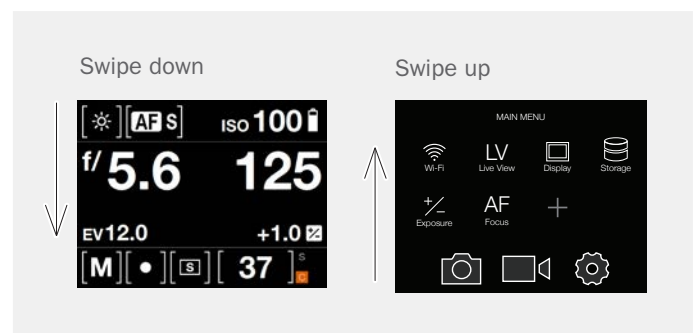 Swipe down
Swipe up
[ ][AF S] ISO 100
f/5.6 125
EV12.0 +1.0
[M][•][S][ 37 ] S C
MAIN MENU
Wi-Fi LV Live View Display Storage
+/- Exposure AF Focus +